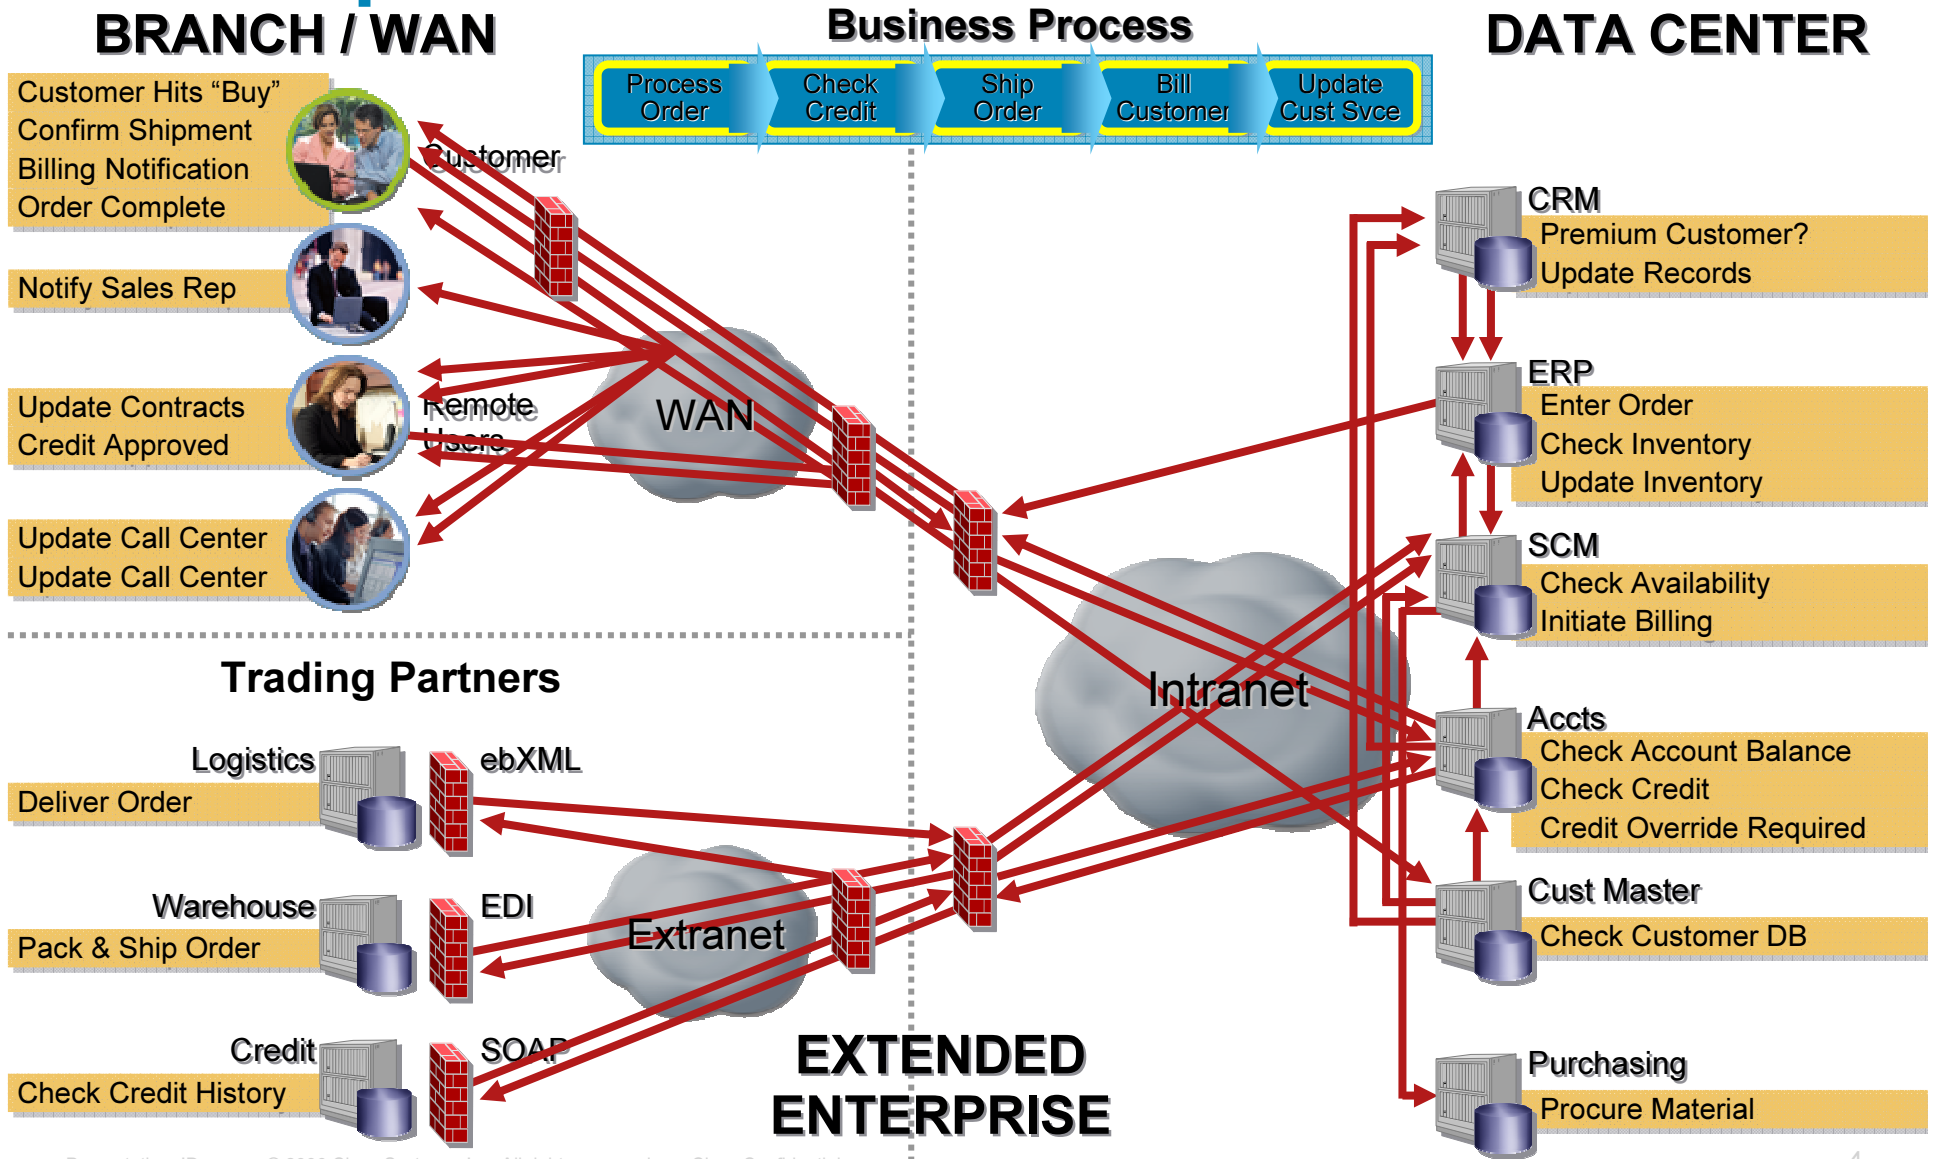 BRANCH / WAN
Business Process
DATA CENTER
Process
Order
Check
Credit
Ship
Order
Bill
Customer
Update
Cust Svce
Customer Hits “Buy”
Confirm Shipment
Billing Notification
Order Complete
Customer
Notify Sales Rep
Update Contracts
Credit Approved
Remote
Users
Update Call Center
Update Call Center
WAN
CRM
Premium Customer?
Update Records
ERP
Enter Order
Check Inventory
Update Inventory
SCM
Check Availability
Initiate Billing
Intranet
Accts
Check Account Balance
Check Credit
Credit Override Required
Cust Master
Check Customer DB
Purchasing
Procure Material
Trading Partners
Logistics
ebXML
Deliver Order
Warehouse
EDI
Pack & Ship Order
Extranet
Credit
SOAP
Check Credit History
EXTENDED
ENTERPRISE